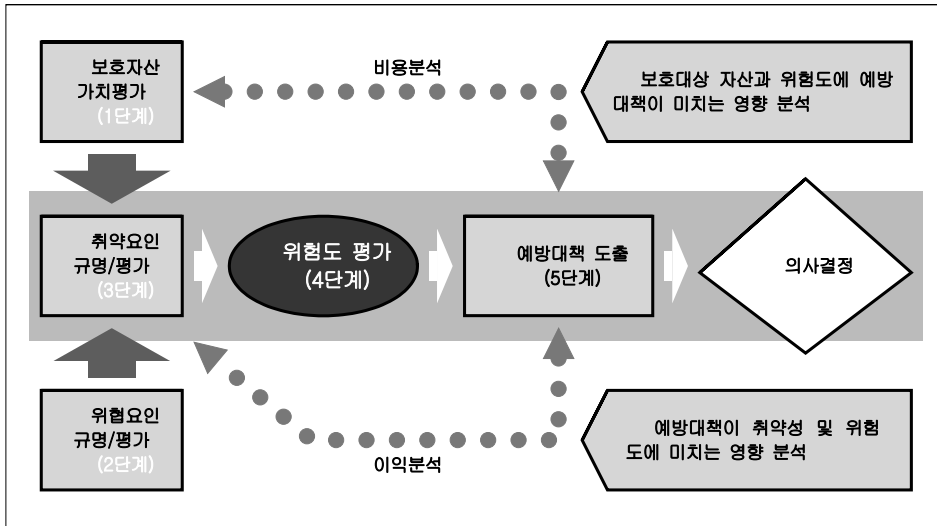 보호자산
가치평가
(1단계)
비용분석
보호대상 자산과 위험도에 예방
대책이 미치는 영향 분석
취약요인
규명/평가
(3단계)
위험도 평가
(4단계)
예방대책 도출
(5단계)
의사결정
위협요인
규명/평가
(2단계)
이익분석
예방대책이 취약성 및 위험
도에 미치는 영향 분석